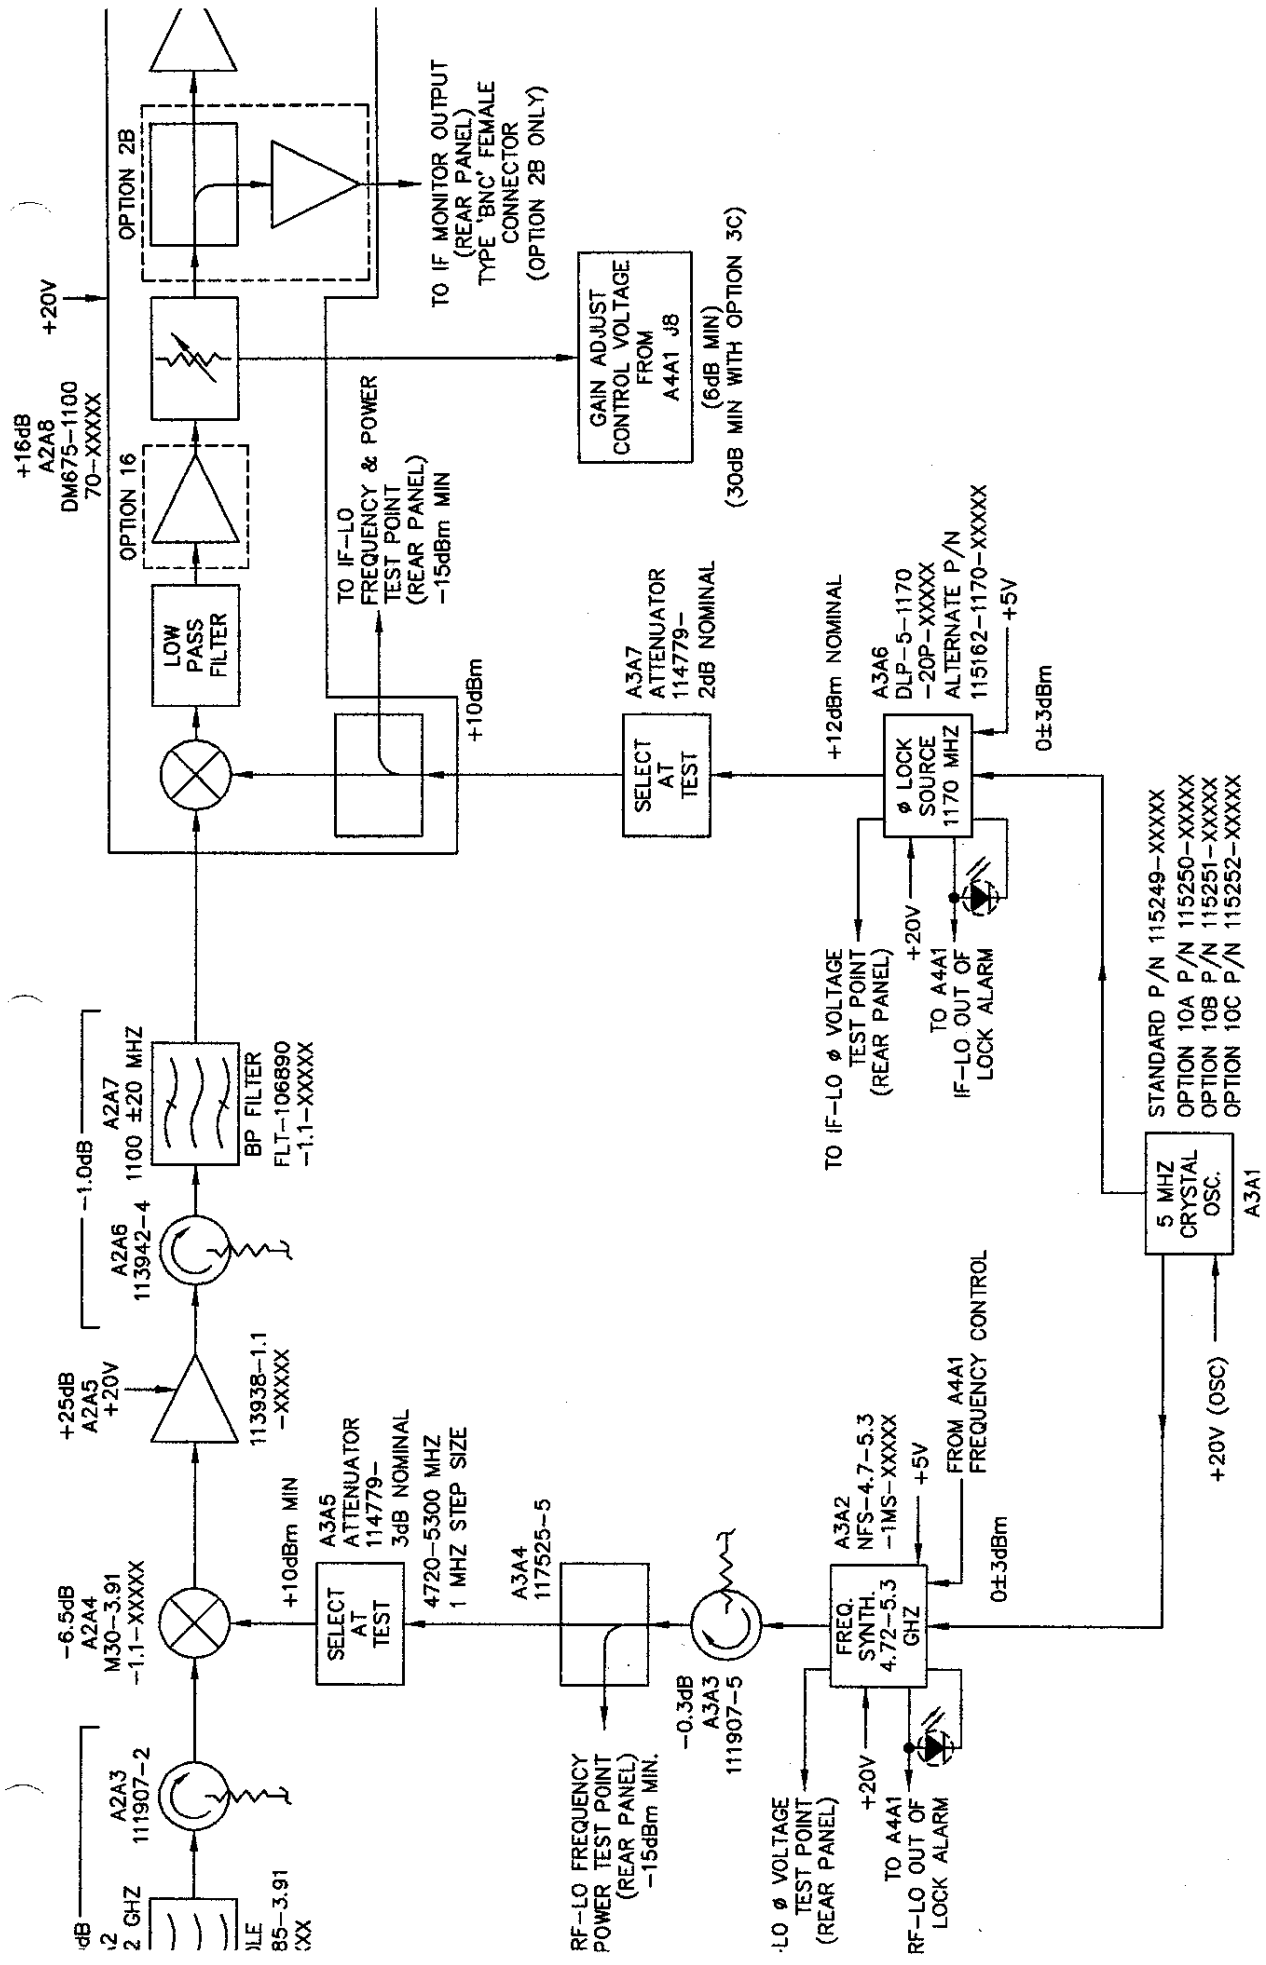 dB
A2
2 GHZ
LE
85-3.91
XX
A2A3
111907-2
-6.5dB
A2A4
M30-3.91
-1.1-XXXXX
+25dB
A2A5
+20V
113938-1.1
-XXXXX
-1.0dB
A2A6
113942-4
A2A7
1100 ±20 MHZ
BP FILTER
FLT-106890
-1.1-XXXXX
+16dB
A2A8
DM675-1100
70-XXXXX
+20V
LOW
PASS
FILTER
OPTION 16
OPTION 2B
TO IF MONITOR OUTPUT
(REAR PANEL)
TYPE 'BNC' FEMALE
CONNECTOR
(OPTION 2B ONLY)
GAIN ADJUST
CONTROL VOLTAGE
FROM
A4A1 J8
(6dB MIN)
(30dB MIN WITH OPTION 3C)
TO IF-LO
FREQUENCY & POWER
TEST POINT
(REAR PANEL)
-15dBm MIN
+10dBm
SELECT
AT
TEST
A3A7
ATTENUATOR
114779-
2dB NOMINAL
+12dBm NOMINAL
ø LOCK
SOURCE
1170 MHZ
A3A6
DLP-5-1170
-20P-XXXXX
ALTERNATE P/N
115162-1170-XXXXX
+5V
0±3dBm
TO IF-LO ø VOLTAGE
TEST POINT
(REAR PANEL)
+20V
TO A4A1
IF-LO OUT OF
LOCK ALARM
+10dBm MIN
SELECT
AT
TEST
A3A5
ATTENUATOR
114779-
3dB NOMINAL
4720-5300 MHZ
1 MHZ STEP SIZE
A3A4
117525-5
RF-LO FREQUENCY
POWER TEST POINT
(REAR PANEL)
-15dBm MIN.
-0.3dB
A3A3
111907-5
FREQ.
SYNTH.
4.72-5.3
GHZ
A3A2
NFS-4.7-5.3
-1MS-XXXXX
+5V
FROM A4A1
FREQUENCY CONTROL
0±3dBm
LO ø VOLTAGE
TEST POINT
(REAR PANEL)
+20V
TO A4A1
RF-LO OUT OF
LOCK ALARM
5 MHZ
CRYSTAL
OSC.
A3A1
+20V (OSC)
STANDARD P/N 115249-XXXXX
OPTION 10A P/N 115250-XXXXX
OPTION 10B P/N 115251-XXXXX
OPTION 10C P/N 115252-XXXXX